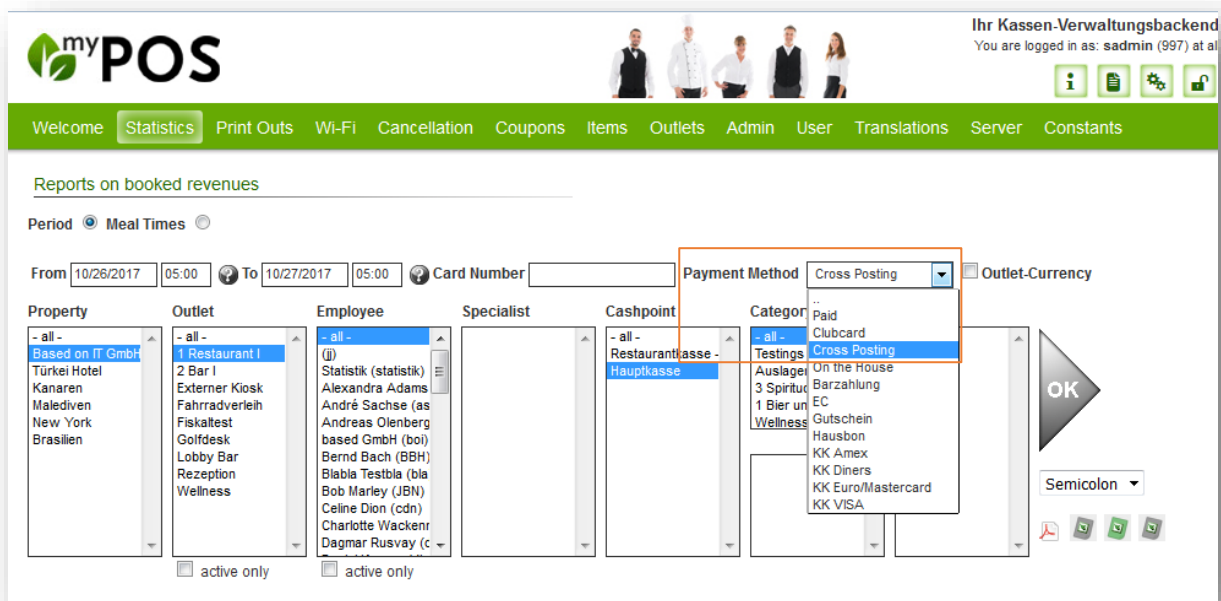 my POS
Ihr Kassen-Verwaltungsbackend
You are logged in as: sadmin (997) at al
Welcome Statistics Print Outs Wi-Fi Cancellation Coupons Items Outlets Admin User Translations Server Constants
Reports on booked revenues
Period Meal Times
From 10/26/2017 05:00 To 10/27/2017 05:00 Card Number Payment Method Cross Posting Outlet-Currency
Property
- all -
Based on IT GmbH
Türkei Hotel
Kanaren
Malediven
New York
Brasilien
Outlet
- all -
1 Restaurant I
2 Bar I
Externer Kiosk
Fahrradverleih
Fiskaltest
Golfdesk
Lobby Bar
Rezeption
Wellness
active only
Employee
- all -
(jj)
Statistik (statistik)
Alexandra Adams
André Sachse (as
Andreas Olenberg
based GmbH (boi)
Bernd Bach (BBH)
Blabla Testbla (bla
Bob Marley (JBN)
Celine Dion (cdn)
Charlotte Wackenr
Dagmar Rusvay (c
active only
Specialist
Cashpoint
- all -
Restaurantkasse -
Hauptkasse
Categor
- all -
Testings
Auslagen
3 Spirituo
1 Bier un
Wellness
..
Paid
Clubcard
Cross Posting
On the House
Barzahlung
EC
Gutschein
Hausbon
KK Amex
KK Diners
KK Euro/Mastercard
KK VISA
OK
Semicolon